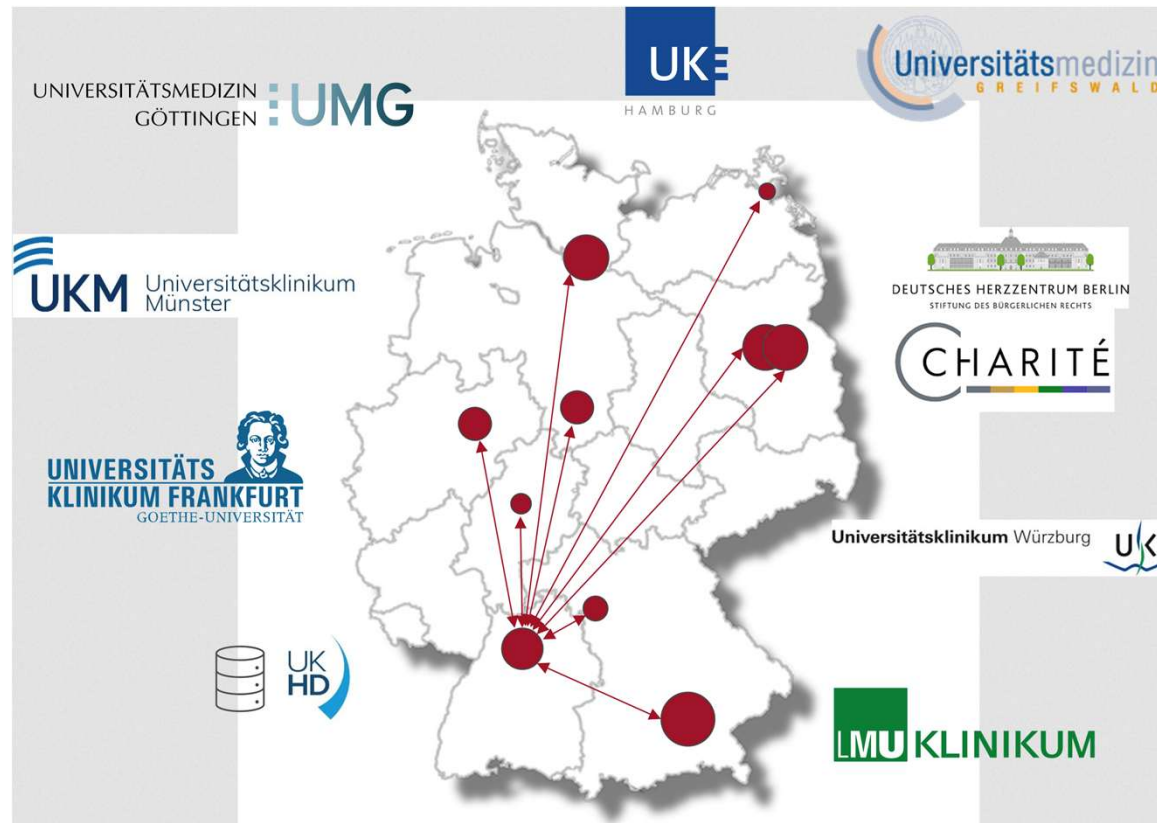 UNIVERSITÄTSMEDIZIN
GÖTTINGEN
UMG
UKE
HAMBURG
Universitätsmedizin
GREIFSWALD
UKM
Universitätsklinikum
Münster
DEUTSCHES HERZZENTRUM BERLIN
STIFTUNG DES BÜRGERLICHEN RECHTS
CHARITÉ
UNIVERSITÄTS
KLINIKUM FRANKFURT
GOETHE-UNIVERSITÄT
Universitätsklinikum Würzburg
UK
UK
HD
LMU KLINIKUM